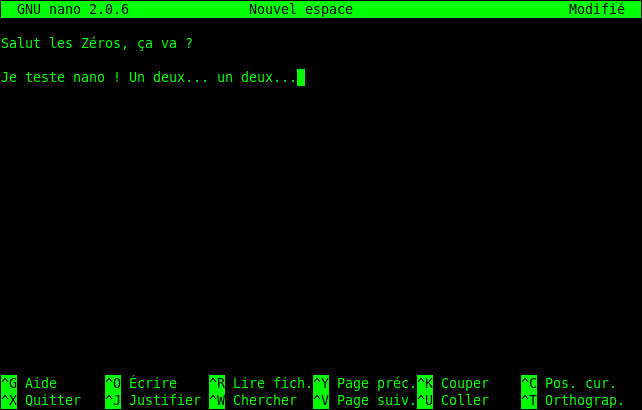 GNU nano 2.0.6 Nouvel espace Modifié
Salut les Zéros, ça va ?
Je teste nano ! Un deux... un deux...
^G Aide ^O Écrire ^R Lire fich. ^Y Page préc. ^K Couper ^C Pos. cur.
^X Quitter ^J Justifier ^W Chercher ^V Page suiv. ^U Coller ^T Orthograp.